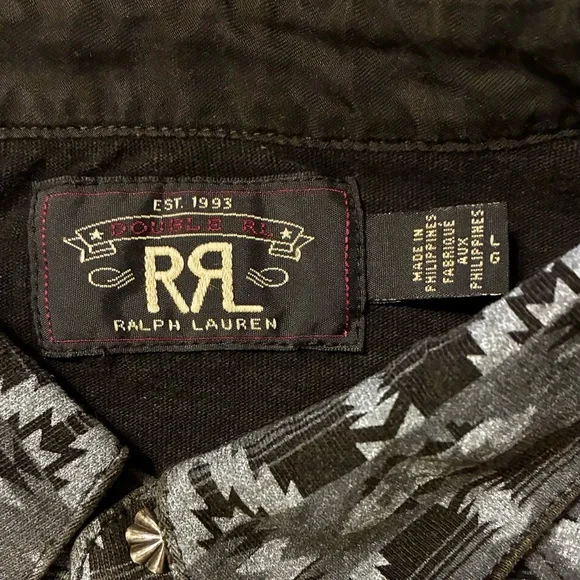 EST. 1993
DOUBLE RL
RRL
RALPH LAUREN
MADE IN
PHILIPPINES
FABRIQUÉ
AUX
PHILIPPINES
L
G